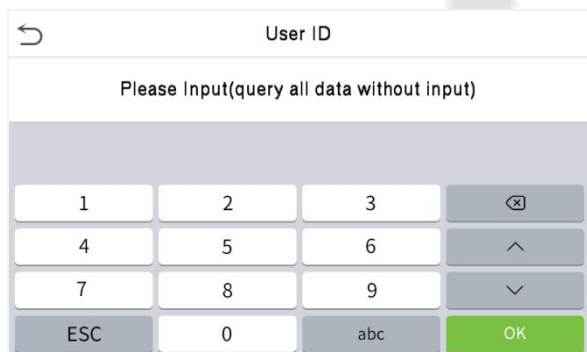 User ID
Please Input(query all data without input)
1 2 3
4 5 6
7 8 9
ESC 0 abc OK